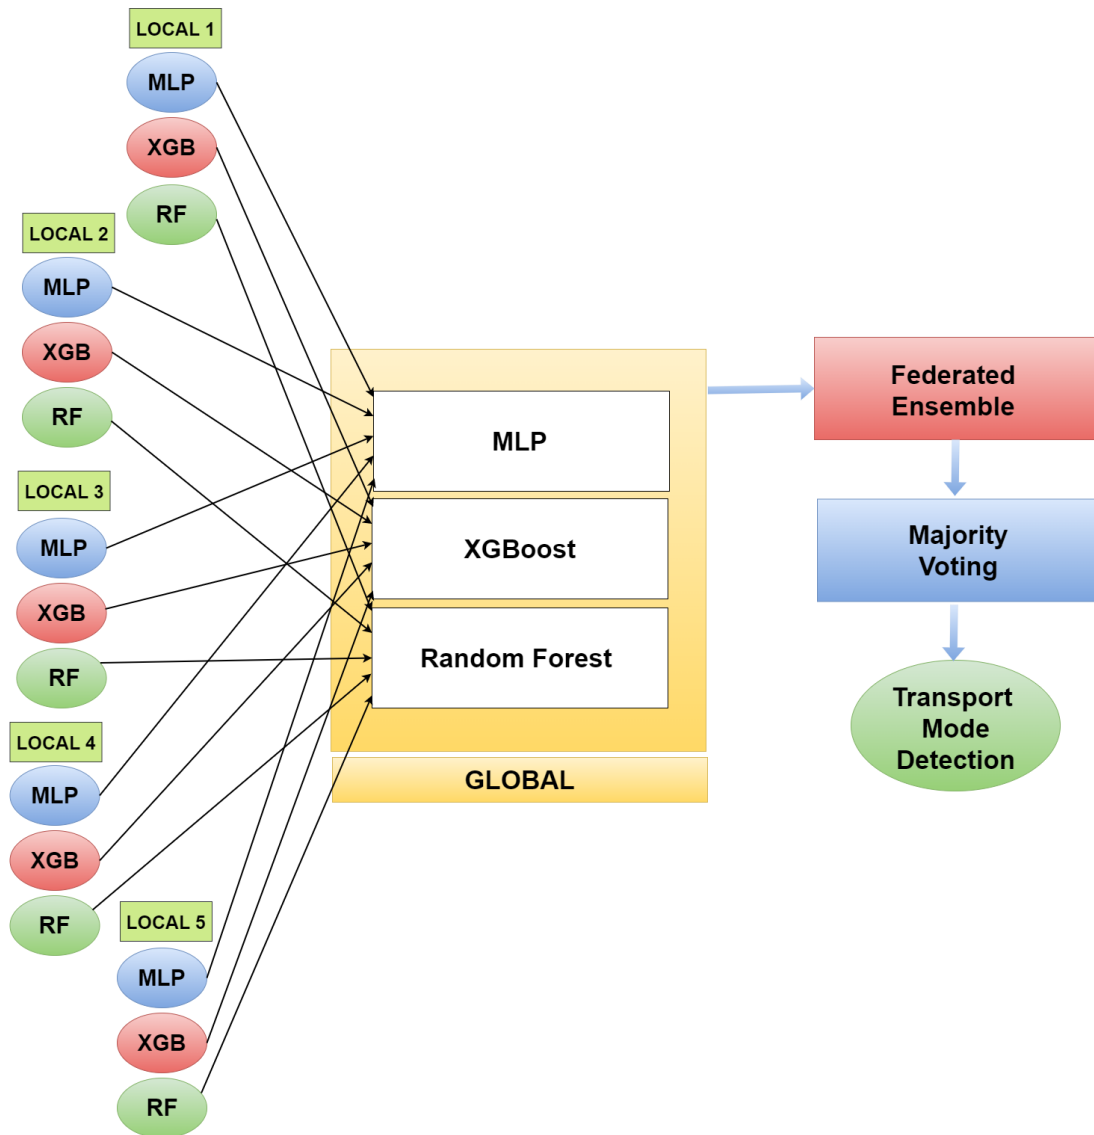 LOCAL 1
MLP
XGB
RF
LOCAL 2
MLP
XGB
RF
LOCAL 3
MLP
XGB
RF
LOCAL 4
MLP
XGB
RF
LOCAL 5
MLP
XGB
RF
MLP
XGBoost
Random Forest
GLOBAL
Federated
Ensemble
Majority
Voting
Transport
Mode
Detection